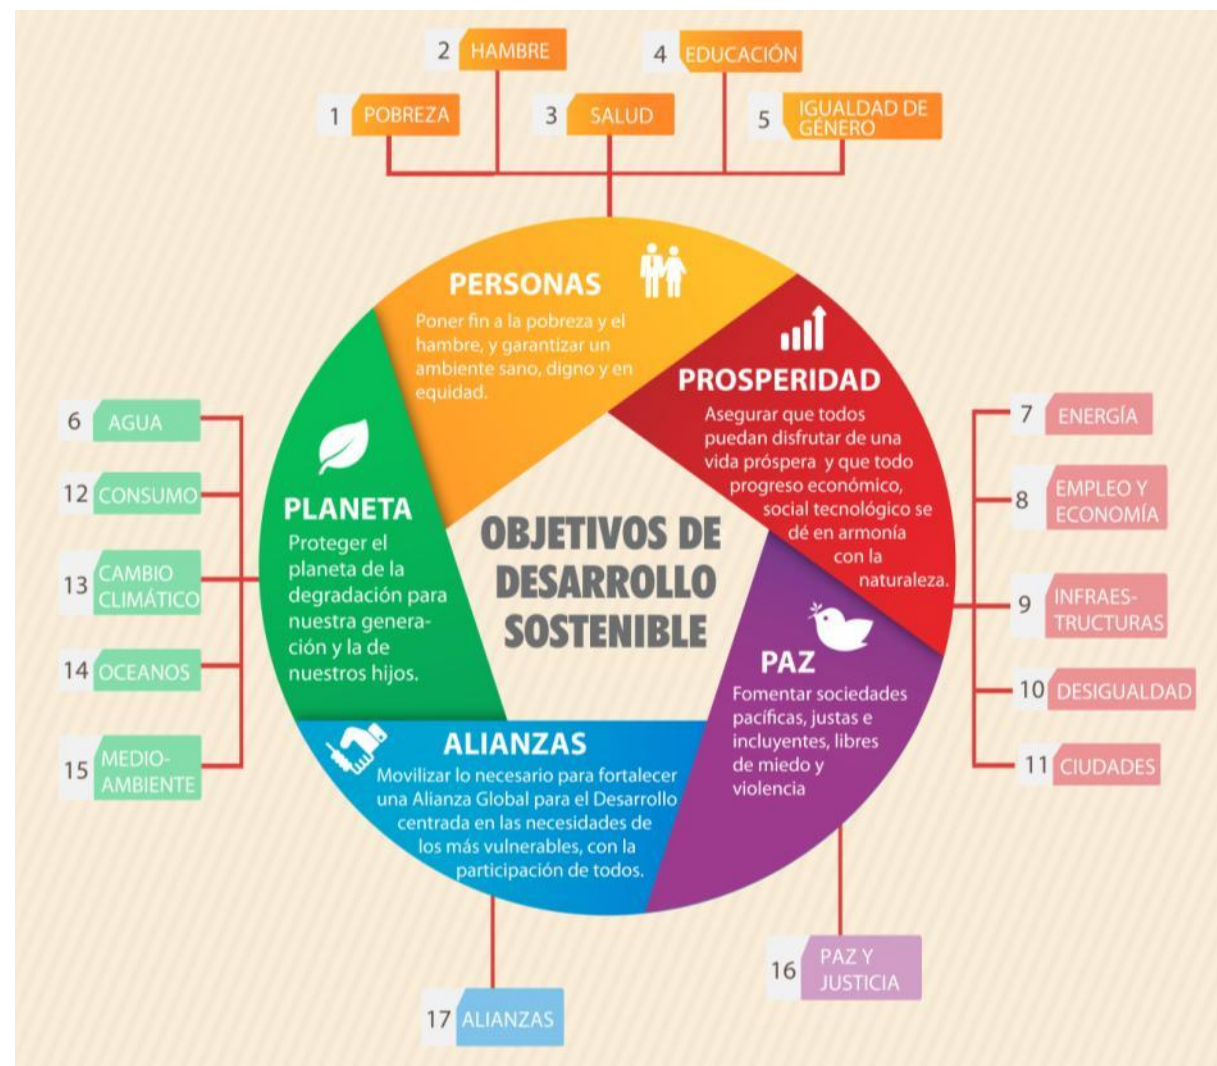 2 HAMBRE
4 EDUCACIÓN
1 POBREZA
3 SALUD
5 IGUALDAD DE
GÉNERO
PERSONAS
Poner fin a la pobreza y el
hambre, y garantizar un
ambiente sano, digno y en
equidad.
PROSPERIDAD
Asegurar que todos
puedan disfrutar de una
vida próspera y que todo
progreso económico,
social tecnológico se
dé en armonía
con la
naturaleza.
6 AGUA
12 CONSUMO
13 CAMBIO
CLIMÁTICO
14 OCEANOS
15 MEDIO-
AMBIENTE
PLANETA
Proteger el
planeta de la
degradación para
nuestra genera-
ción y la de
nuestros hijos.
OBJETIVOS DE
DESARROLLO
SOSTENIBLE
7 ENERGÍA
8 EMPLEO Y
ECONOMÍA
9 INFRAES-
TRUCTURAS
10 DESIGUALDAD
11 CIUDADES
PAZ
Fomentar sociedades
pacíficas, justas e
incluyentes, libres
de miedo y
violencia
ALIANZAS
Movilizar lo necesario para fortalecer
una Alianza Global para el Desarrollo
centrada en las necesidades de
los más vulnerables, con la
participación de todos.
16 PAZ Y
JUSTICIA
17 ALIANZAS